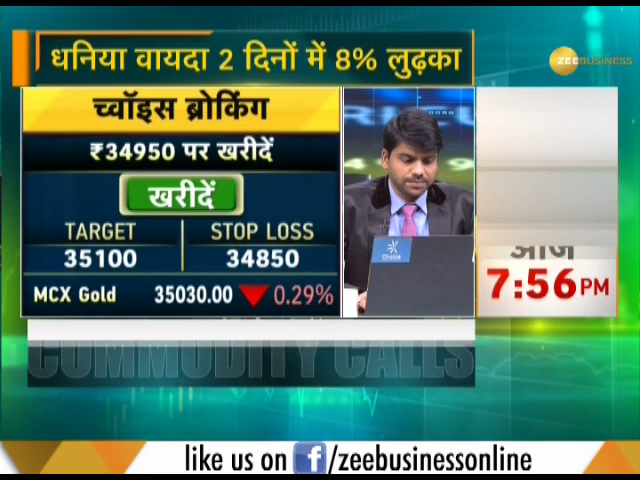 धनिया वायदा 2 दिनों में 8% लुढ़का
ZEE BUSINESS
च्वॉइस ब्रोकिंग
₹34950 पर खरीदें
खरीदें
TARGET STOP LOSS
35100 34850
MCX Gold 35030.00 0.29%
Choice
आज
7:56 PM
COMMODITY CALLS
like us on f/zeebusinessonline